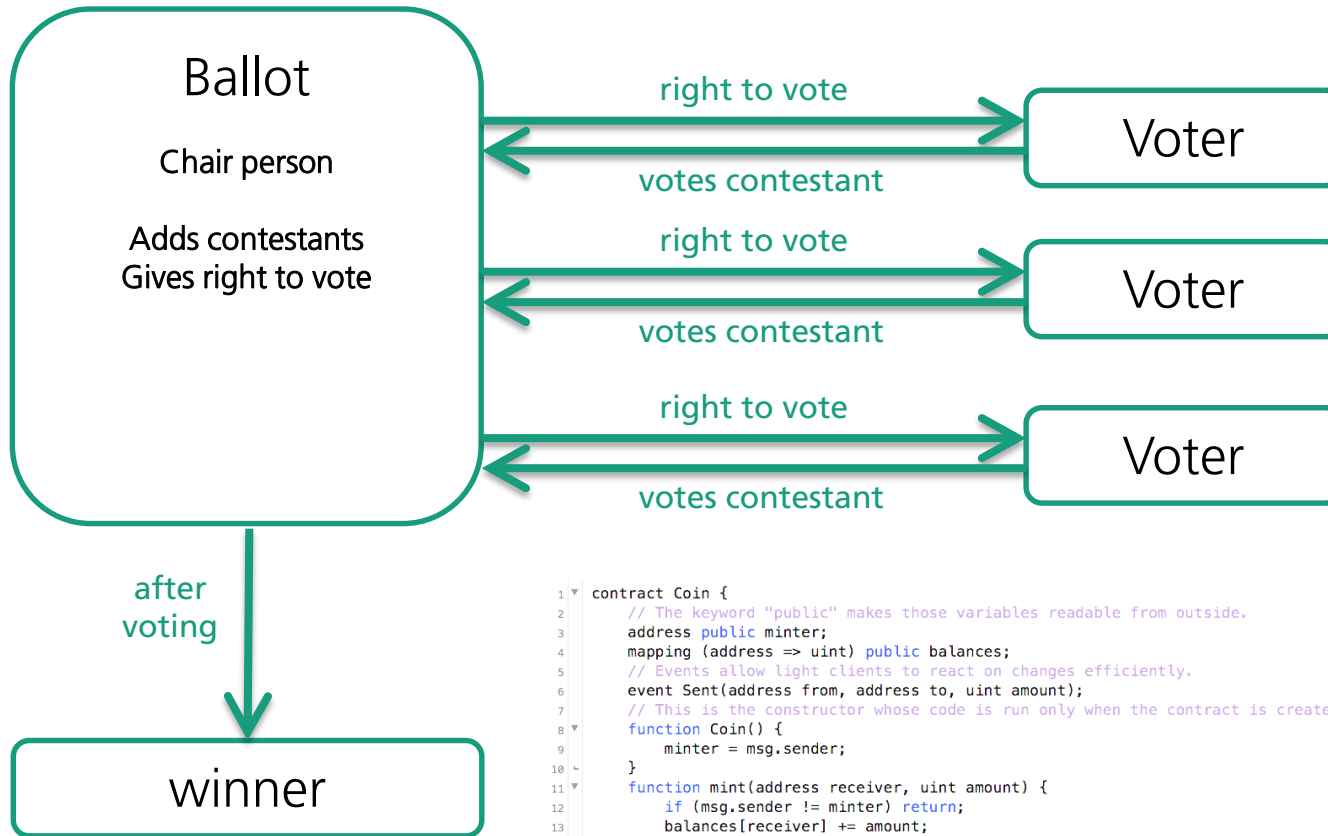 Ballot
Chair person
Adds contestants
Gives right to vote
right to vote
Voter
votes contestant
right to vote
Voter
votes contestant
right to vote
Voter
votes contestant
after
voting
winner
1 contract Coin {
2 // The keyword "public" makes those variables readable from outside.
3 address public minter;
4 mapping (address => uint) public balances;
5 // Events allow light clients to react on changes efficiently.
6 event Sent(address from, address to, uint amount);
7 // This is the constructor whose code is run only when the contract is create
8 function Coin() {
9 minter = msg.sender;
10 }
11 function mint(address receiver, uint amount) {
12 if (msg.sender != minter) return;
13 balances[receiver] += amount;